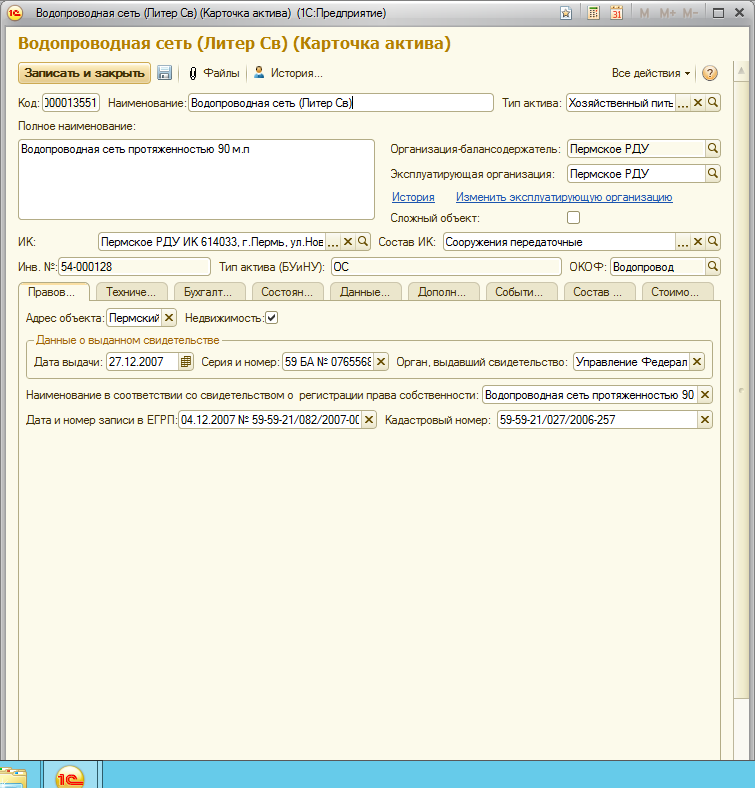 Водопроводная сеть (Литер Св) (Карточка актива) (1С:Предприятие)
M M+ M-
Водопроводная сеть (Литер Св) (Карточка актива)
Записать и закрыть Файлы История... Все действия
Код: 000013551 Наименование: Водопроводная сеть (Литер Св) Тип актива: Хозяйственный пить
Полное наименование:
Водопроводная сеть протяженностью 90 м.п
Организация-балансодержатель: Пермское РДУ
Эксплуатирующая организация: Пермское РДУ
История Изменить эксплуатирующую организацию
Сложный объект:
ИК: Пермское РДУ ИК 614033, г.Пермь, ул.Нов Состав ИК: Сооружения передаточные
Инв. №: 54-000128 Тип актива (БУиНУ): ОС ОКОФ: Водопровод
Правов... Техниче... Бухгалт... Состоян... Данные... Дополн... Событи... Состав ... Стоимо...
Адрес объекта: Пермский Недвижимость:
Данные о выданном свидетельстве
Дата выдачи: 27.12.2007 Серия и номер: 59 БА № 0765568 Орган, выдавший свидетельство: Управление Федерал
Наименование в соответствии со свидетельством о регистрации права собственности: Водопроводная сеть протяженностью 90
Дата и номер записи в ЕГРП: 04.12.2007 № 59-59-21/082/2007-00 Кадастровый номер: 59-59-21/027/2006-257